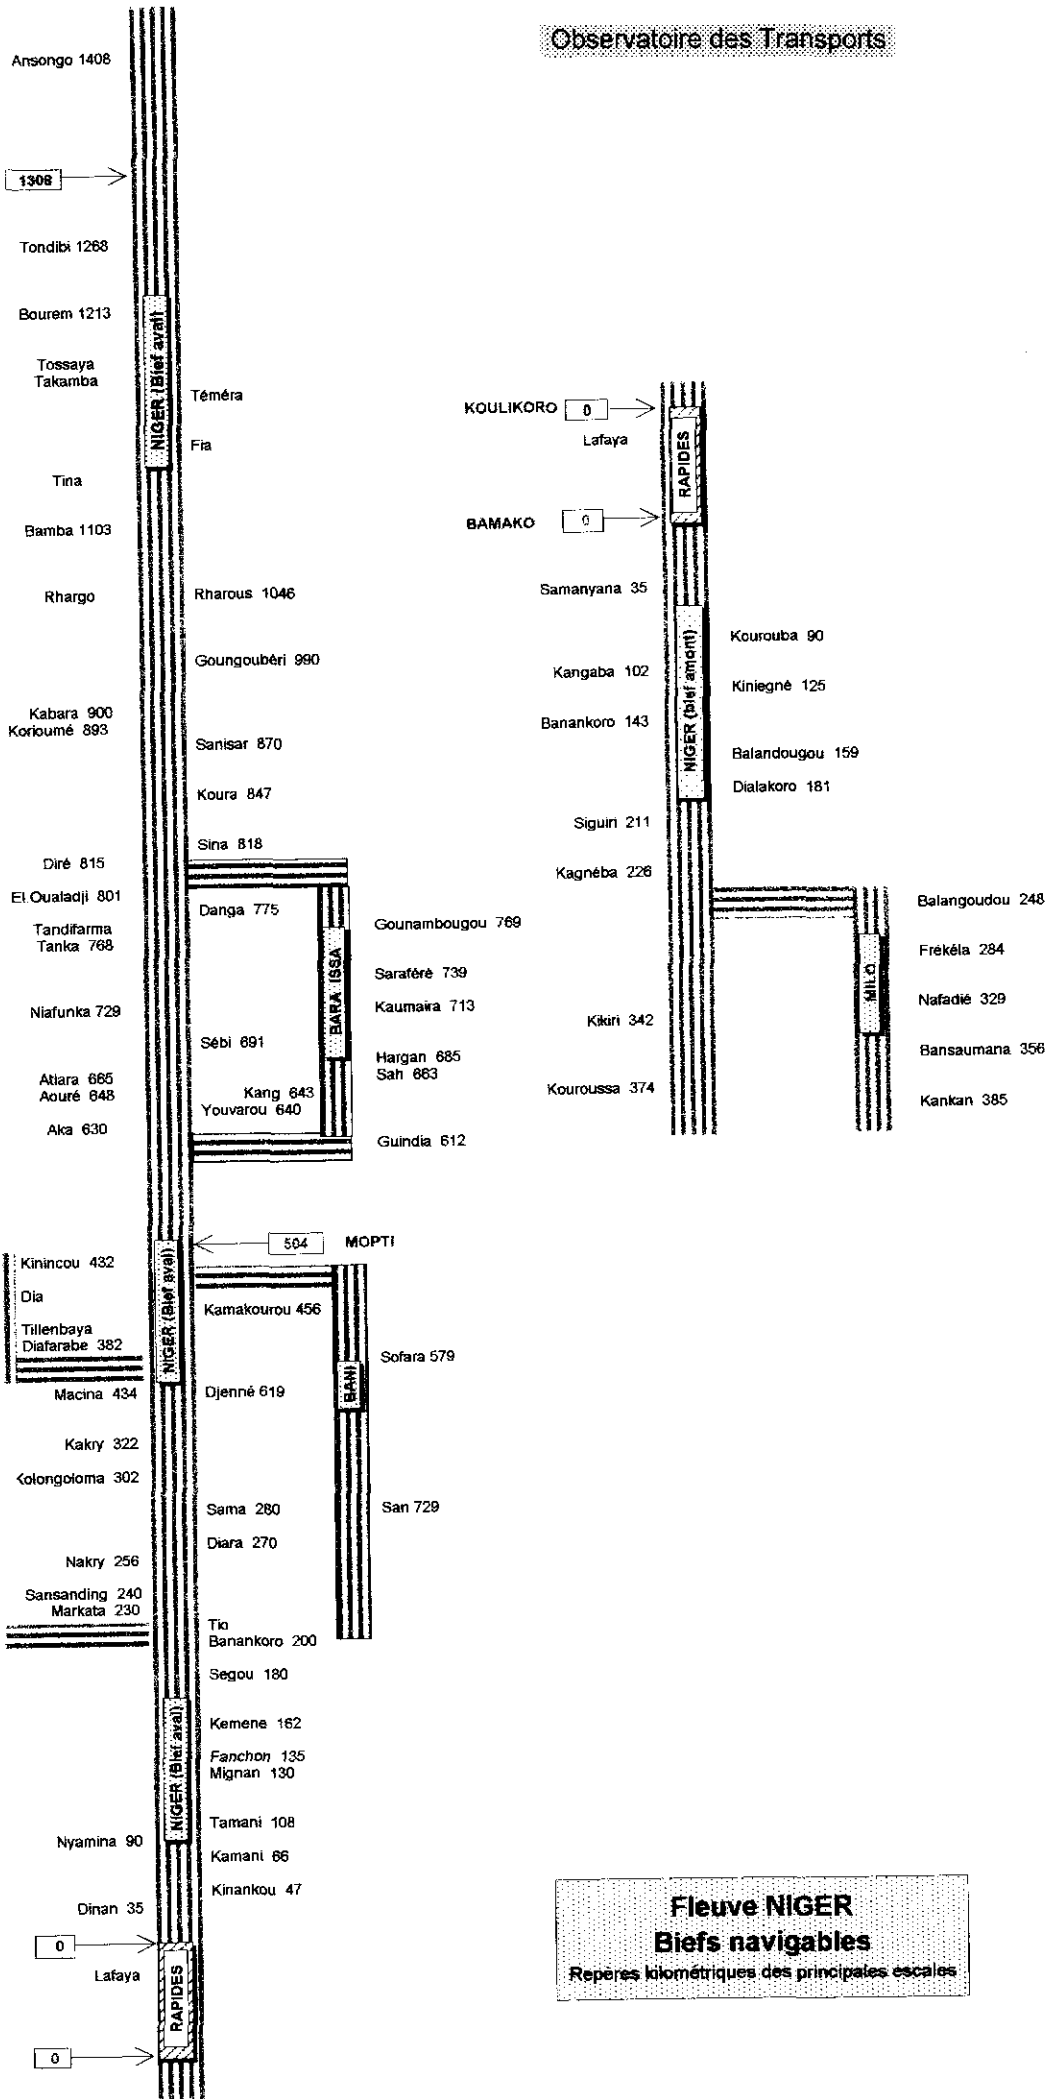 Observatoire des Transports
Ansongo 1408
1308
Tondibi 1268
Bourem 1213
Tossaya
Takamba
NIGER (Bief aval)
Téméra
Fia
Tina
Bamba 1103
Rhargo
Rharous 1046
Goungoubéri 990
Kabara 900
Korioumé 893
Sanisar 870
Koura 847
Sina 818
Diré 815
El Oualadji 801
Danga 775
Tandifarma
Tanka 768
Gounambougou 769
BARA ISSA
Saraféré 739
Kaumaira 713
Niafunka 729
Sébi 691
Hargan 685
Sah 663
Atlara 665
Aouré 648
Kang 643
Youvarou 640
Aka 630
Guindia 612
504 MOPTI
Kinincou 432
Dia
Tillenbaya
Diafarabe 382
NIGER (Bief aval)
Kamakourou 456
Sofara 579
BANI
Macina 434
Djenné 619
Kakry 322
Kolongotoma 302
Sama 280
San 729
Diara 270
Nakry 256
Sansanding 240
Markata 230
Tio
Banankoro 200
Segou 180
NIGER (Bief aval)
Kemene 162
Fanchon 135
Mignan 130
Tamani 108
Nyamina 90
Kamani 66
Kinankou 47
Dinan 35
0
Lafaya
RAPIDES
0
KOULIKORO 0
Lafaya
RAPIDES
BAMAKO 0
Samanyana 35
NIGER (bief amont)
Kourouba 90
Kangaba 102
Kiniegné 125
Banankoro 143
Balandougou 159
Dialakoro 181
Siguiri 211
Kagnéba 226
Balangoudou 248
MILO
Frékéla 284
Nafadié 329
Kikiri 342
Bansaumana 356
Kouroussa 374
Kankan 385
Fleuve NIGER
Biefs navigables
Repères kilométriques des principales escales